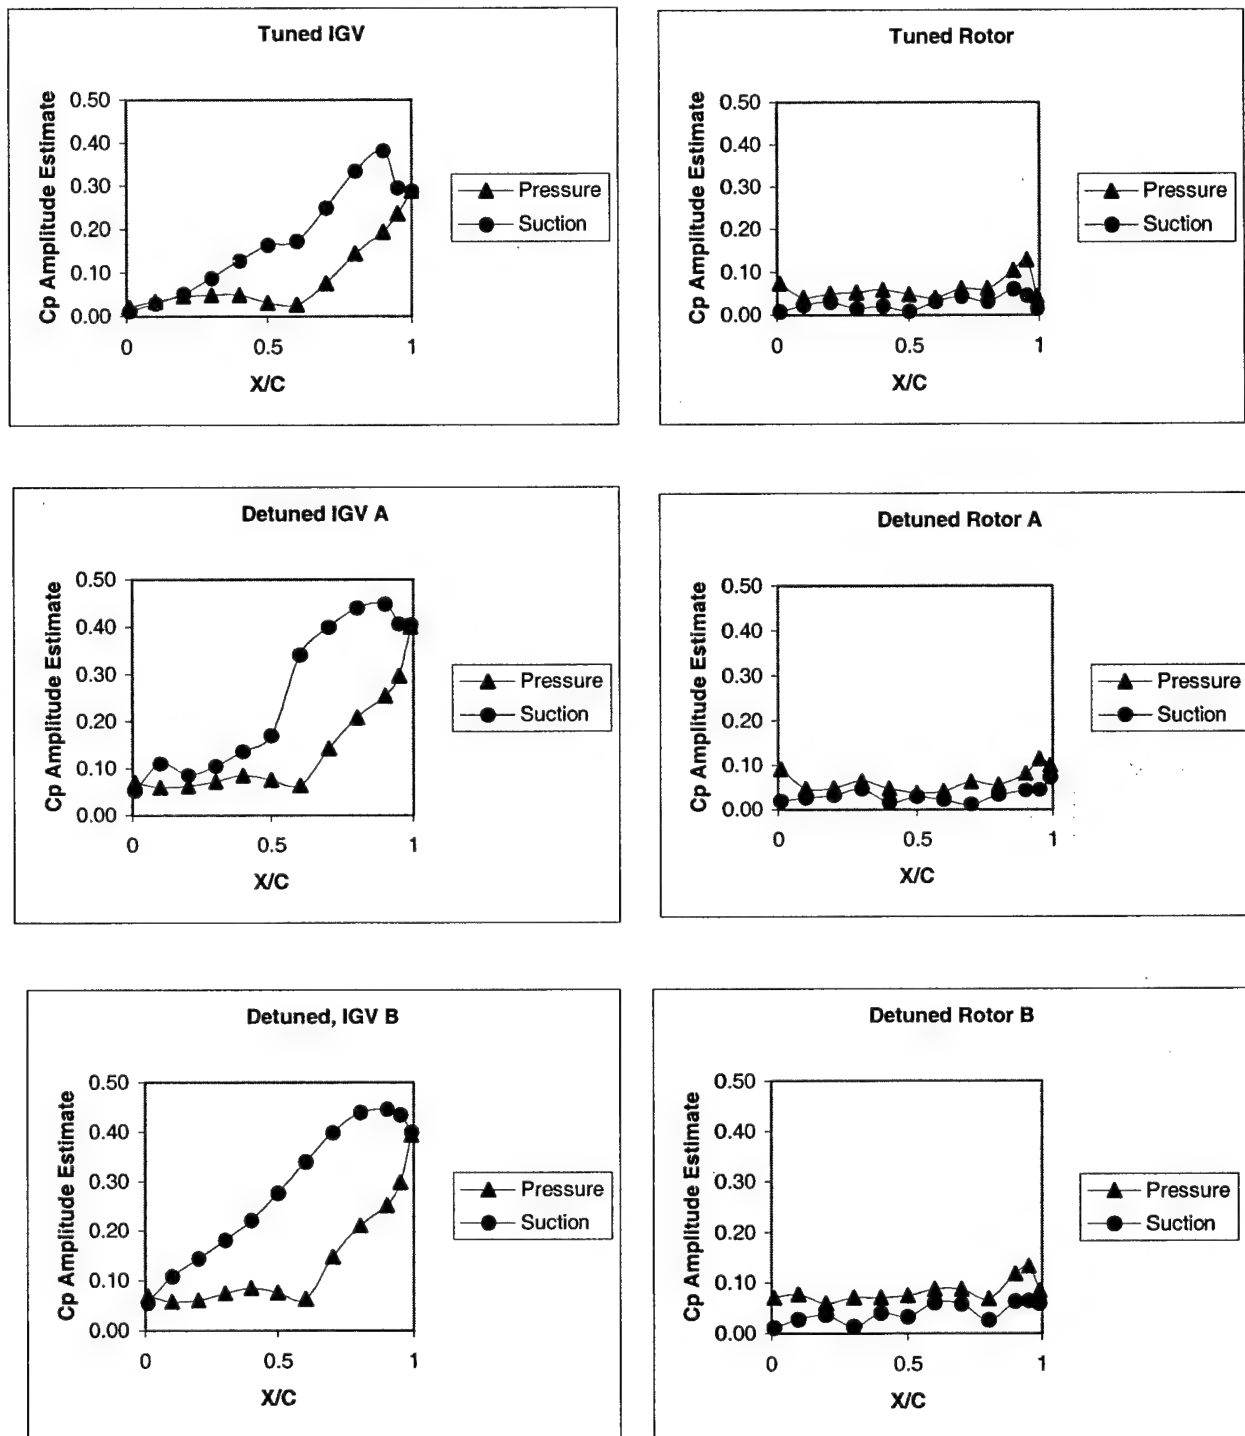 Tuned IGV
Cp Amplitude Estimate
0.50
0.40
0.30
0.20
0.10
0.00
0
0.5
1
X/C
Pressure
Suction
Tuned Rotor
Cp Amplitude Estimate
0.50
0.40
0.30
0.20
0.10
0.00
0
0.5
1
X/C
Pressure
Suction
Detuned IGV A
Cp Amplitude Estimate
0.50
0.40
0.30
0.20
0.10
0.00
0
0.5
1
X/C
Pressure
Suction
Detuned Rotor A
Cp Amplitude Estimate
0.50
0.40
0.30
0.20
0.10
0.00
0
0.5
1
X/C
Pressure
Suction
Detuned, IGV B
Cp Amplitude Estimate
0.50
0.40
0.30
0.20
0.10
0.00
0
0.5
1
X/C
Pressure
Suction
Detuned Rotor B
Cp Amplitude Estimate
0.50
0.40
0.30
0.20
0.10
0.00
0
0.5
1
X/C
Pressure
Suction